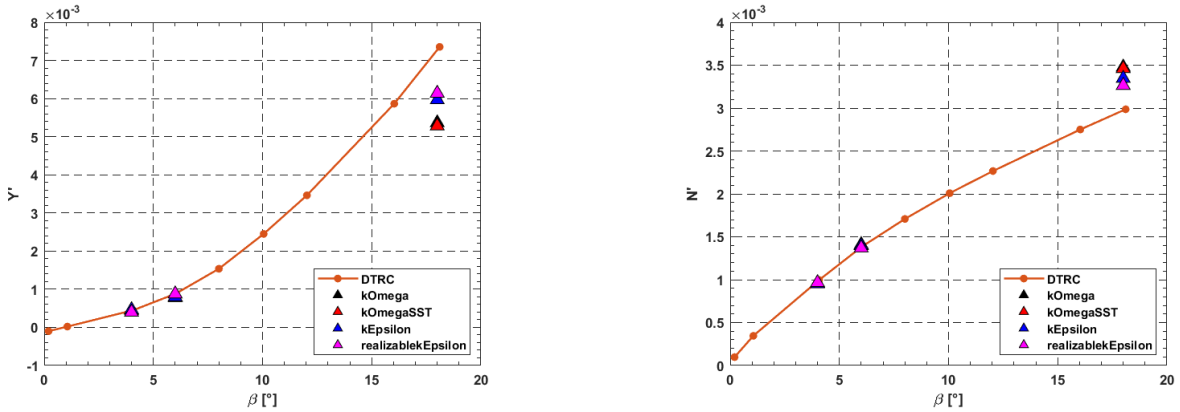 ×10⁻³
8
7
6
5
4
3
2
1
0
-1
Y'
0 5 10 15 20
β [°]
DTRC
kOmega
kOmegaSST
kEpsilon
realizablekEpsilon
×10⁻³
4
3.5
3
2.5
2
1.5
1
0.5
0
N'
0 5 10 15 20
β [°]
DTRC
kOmega
kOmegaSST
kEpsilon
realizablekEpsilon